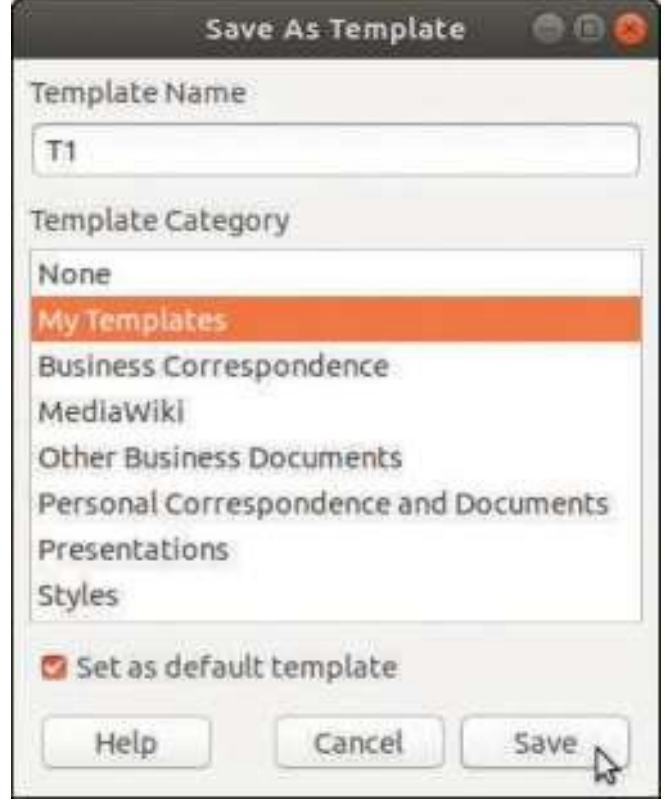 Save As Template
Template Name
T1
Template Category
None
My Templates
Business Correspondence
MediaWiki
Other Business Documents
Personal Correspondence and Documents
Presentations
Styles
Set as default template
Help Cancel Save